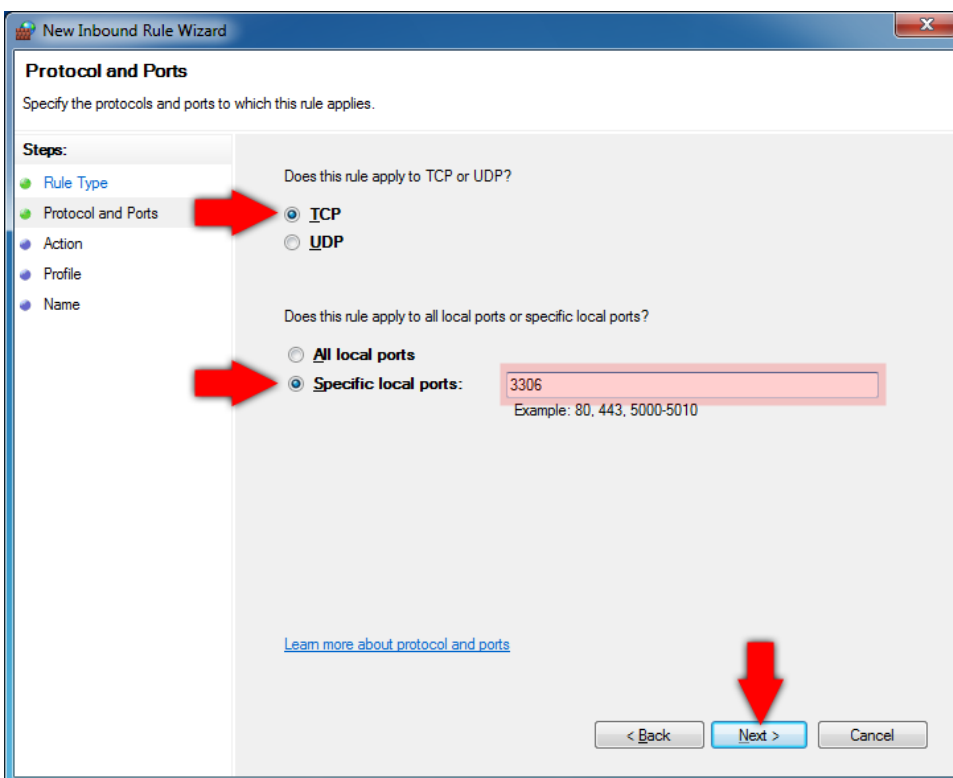 New Inbound Rule Wizard
Protocol and Ports
Specify the protocols and ports to which this rule applies.
Steps:
Rule Type
Protocol and Ports
Action
Profile
Name
Does this rule apply to TCP or UDP?
TCP
UDP
Does this rule apply to all local ports or specific local ports?
All local ports
Specific local ports: 3306
Example: 80, 443, 5000-5010
Learn more about protocol and ports
< Back Next > Cancel